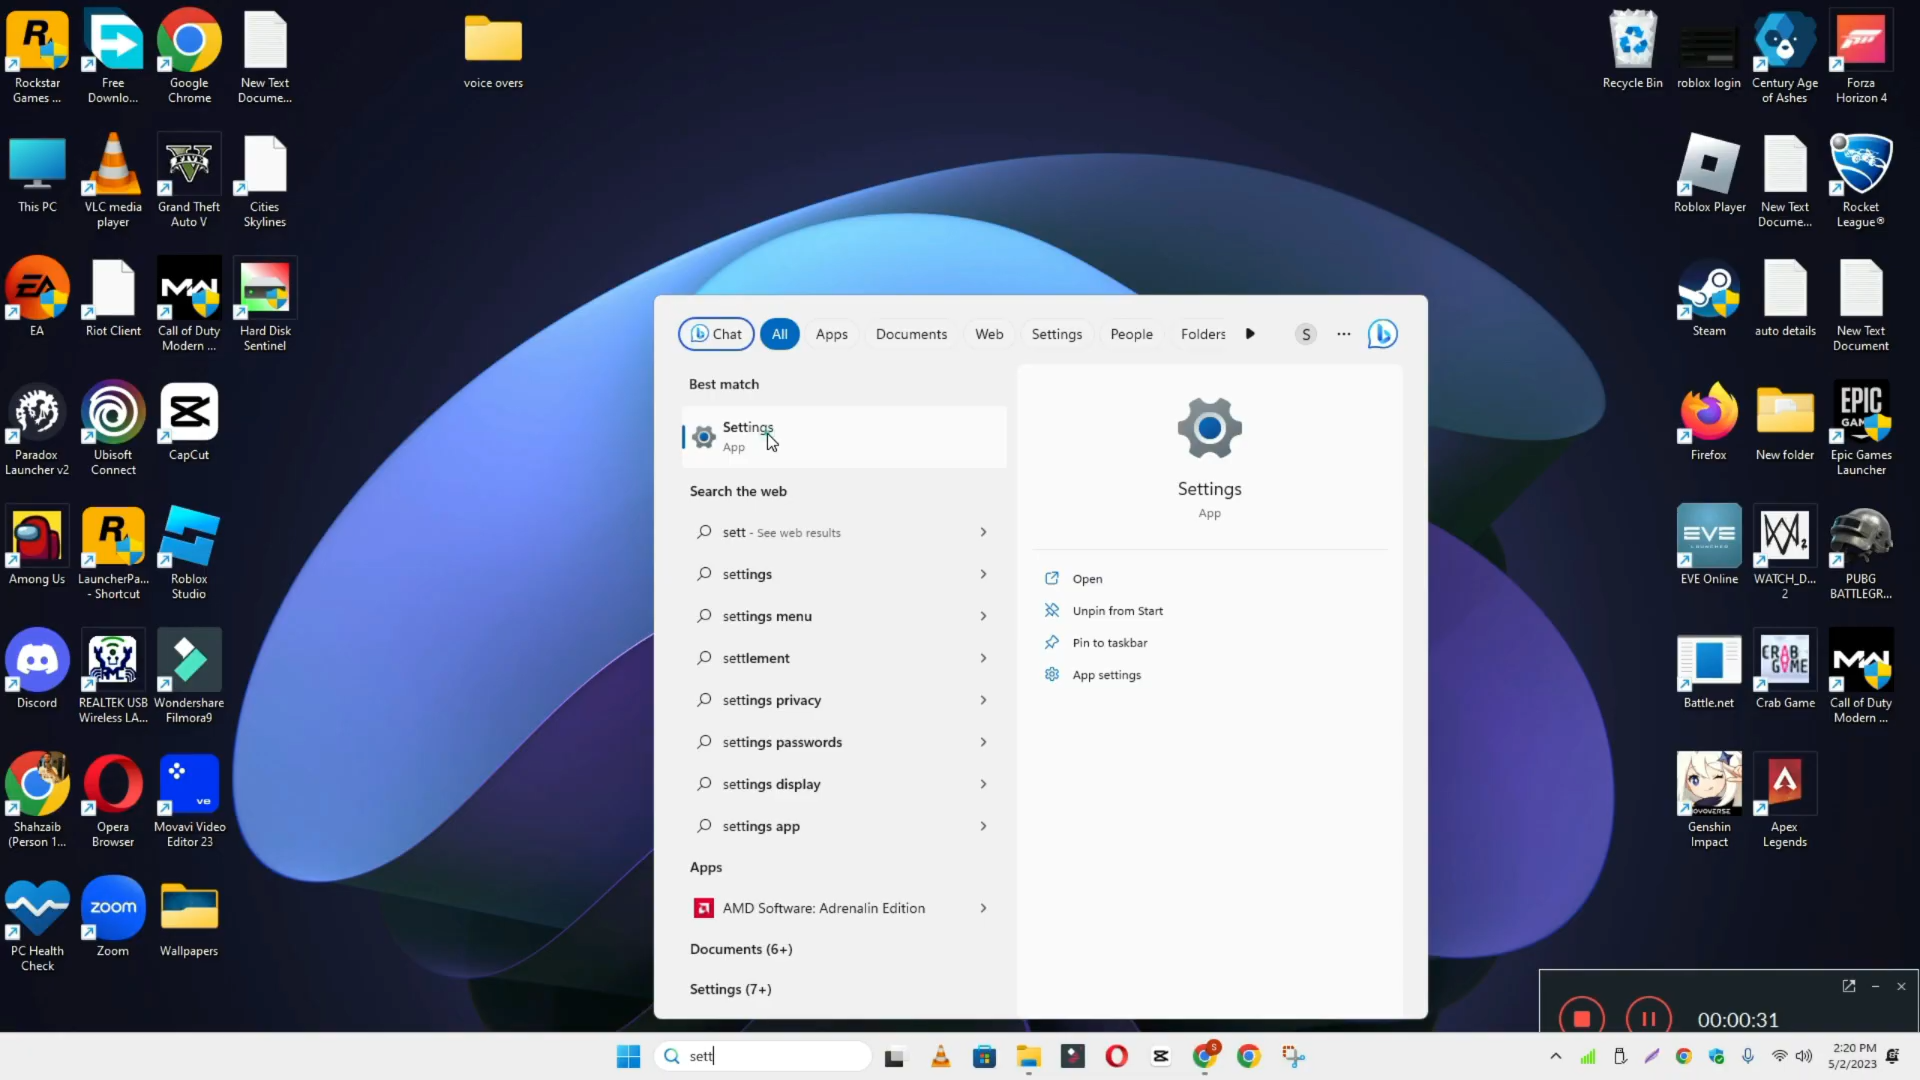 Rockstar
Games ...
Free
Downlo...
Google
Chrome
New Text
Docume...
voice overs
Recycle Bin
roblox login
Century Age
of Ashes
Forza
Horizon 4
This PC
VLC media
player
Grand Theft
Auto V
Cities
Skylines
Roblox Player
New Text
Docume...
Rocket
League®
EA
Riot Client
Call of Duty
Modern ...
Hard Disk
Sentinel
Steam
auto details
New Text
Document
Paradox
Launcher v2
Ubisoft
Connect
CapCut
Firefox
New folder
EPIC
GAMES
Epic Games
Launcher
Among Us
LauncherPa...
- Shortcut
Roblox
Studio
EVE
EVE Online
WATCH_D...
2
PUBG
BATTLEGR...
Discord
REALTEK USB
Wireless LA...
Wondershare
Filmora9
Battle.net
CRAB
GAME
Crab Game
Call of Duty
Modern ...
Shahzaib
(Person 1...
Opera
Browser
ve
Movavi Video
Editor 23
Genshin
Impact
Apex
Legends
PC Health
Check
zoom
Zoom
Wallpapers
Chat
All
Apps
Documents
Web
Settings
People
Folders
S
Best match
Settings
App
Search the web
sett - See web results
settings
settings menu
settlement
settings privacy
settings passwords
settings display
settings app
Apps
AMD Software: Adrenalin Edition
Documents (6+)
Settings (7+)
Settings
App
Open
Unpin from Start
Pin to taskbar
App settings
00:00:31
sett
2:20 PM
5/2/2023